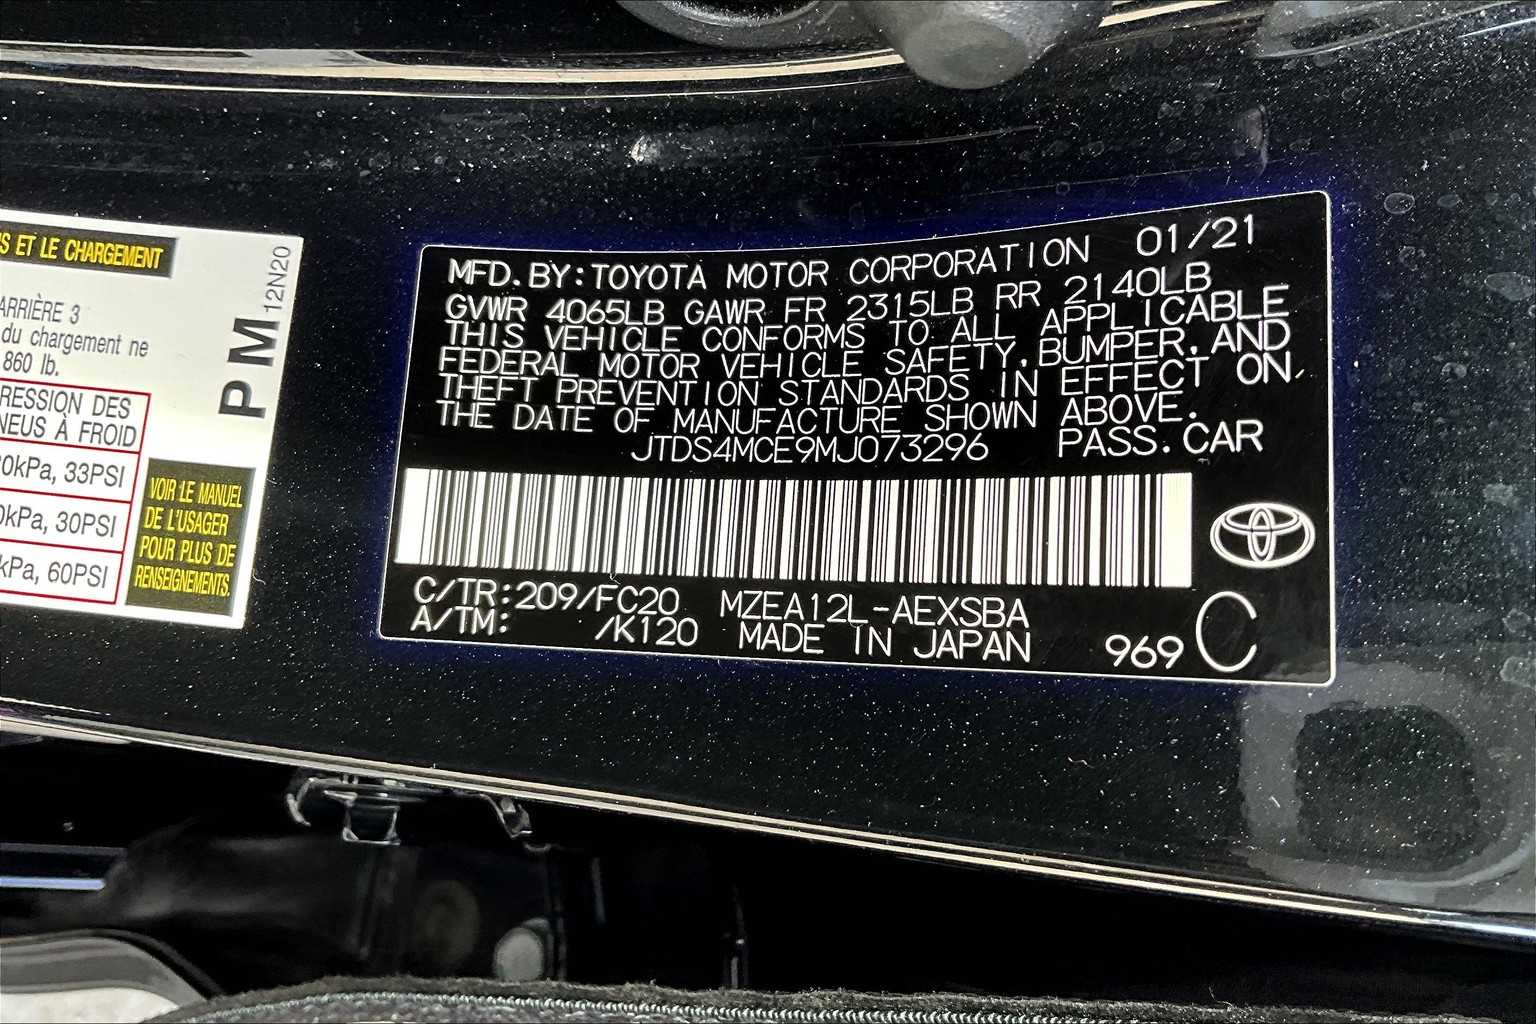 S ET LE CHARGEMENT
ARRIÈRE 3
du chargement ne
860 lb.
RESSION DES
NEUS À FROID
0kPa, 33PSI
0kPa, 30PSI
kPa, 60PSI
VOIR LE MANUEL
DE L'USAGER
POUR PLUS DE
RENSEIGNEMENTS.
PM 12N20
MFD. BY: TOYOTA MOTOR CORPORATION 01/21
GVWR 4065LB GAWR FR 2315LB RR 2140LB
THIS VEHICLE CONFORMS TO ALL APPLICABLE
FEDERAL MOTOR VEHICLE SAFETY, BUMPER, AND
THEFT PREVENTION STANDARDS IN EFFECT ON
THE DATE OF MANUFACTURE SHOWN ABOVE.
JTDS4MCE9MJ073296 PASS. CAR
C/TR: 209/FC20 MZEA12L-AEXSBA
A/TM: /K120 MADE IN JAPAN 969 C